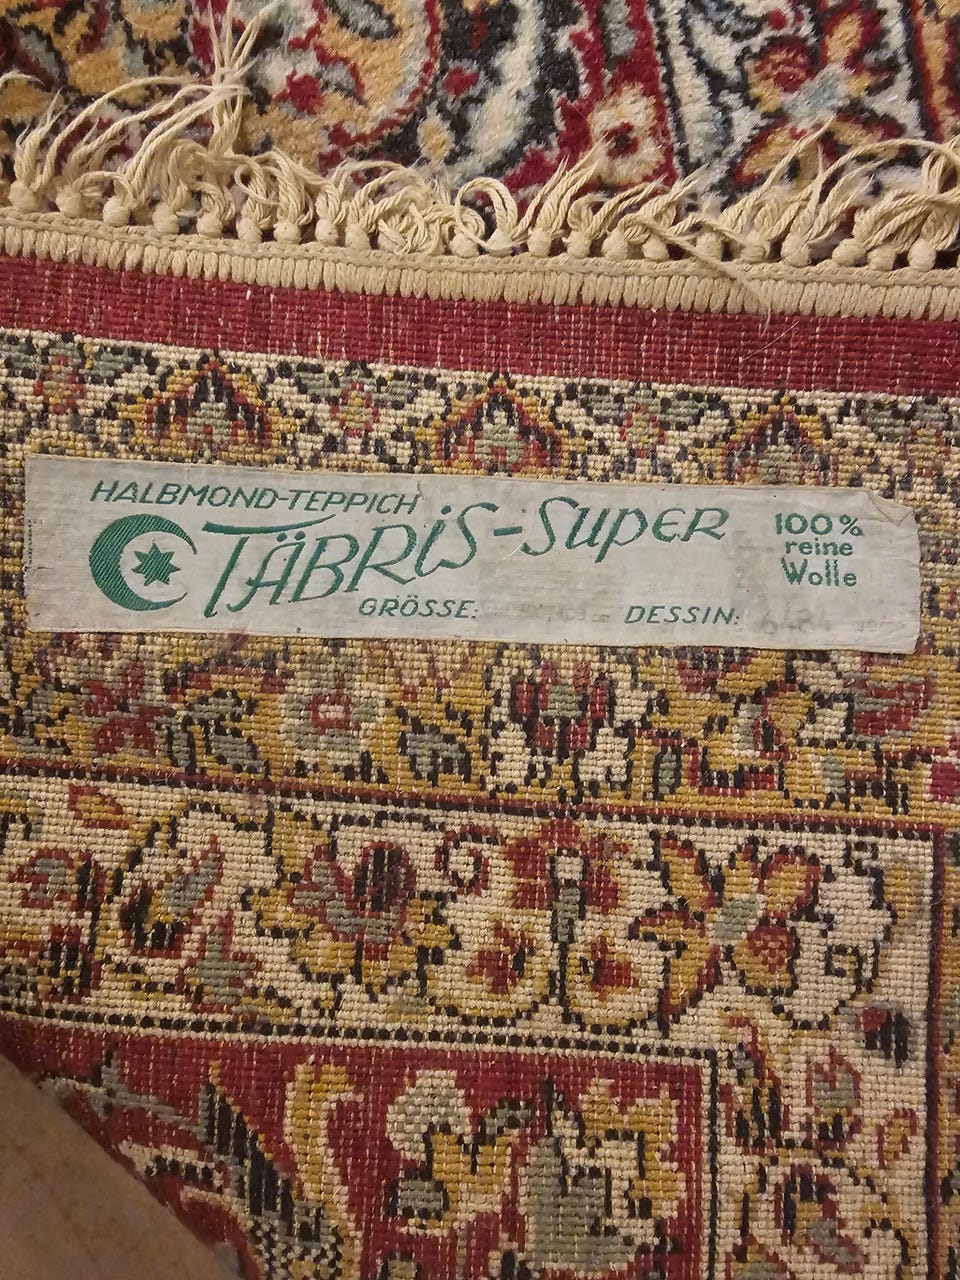 HALBMOND-TEPPICH
TÄBRIS-SUPER
100%
reine
Wolle
GRÖSSE:
DESSIN: